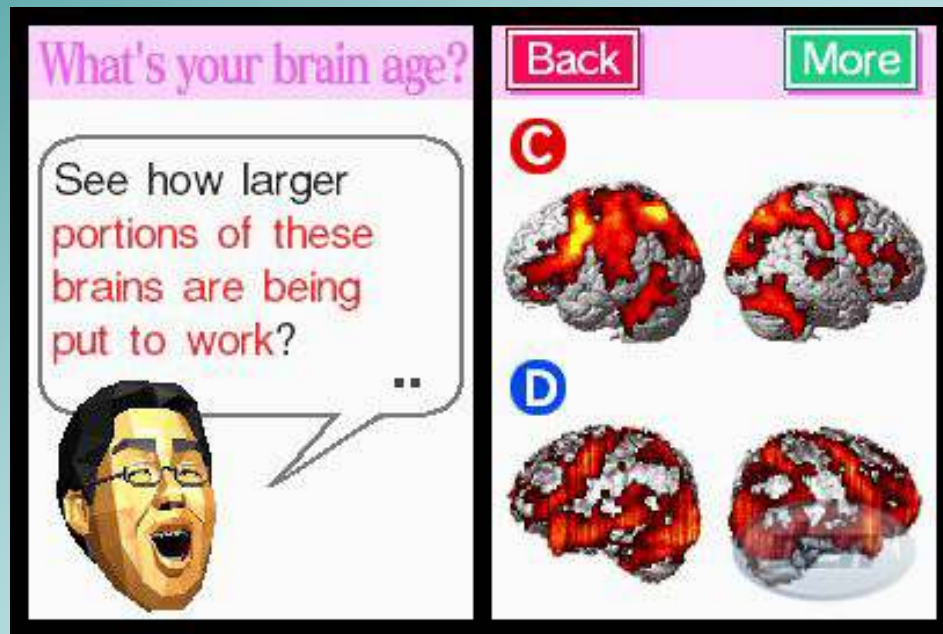 What's your brain age?
See how larger
portions of these
brains are being
put to work?
Back
More
C
D